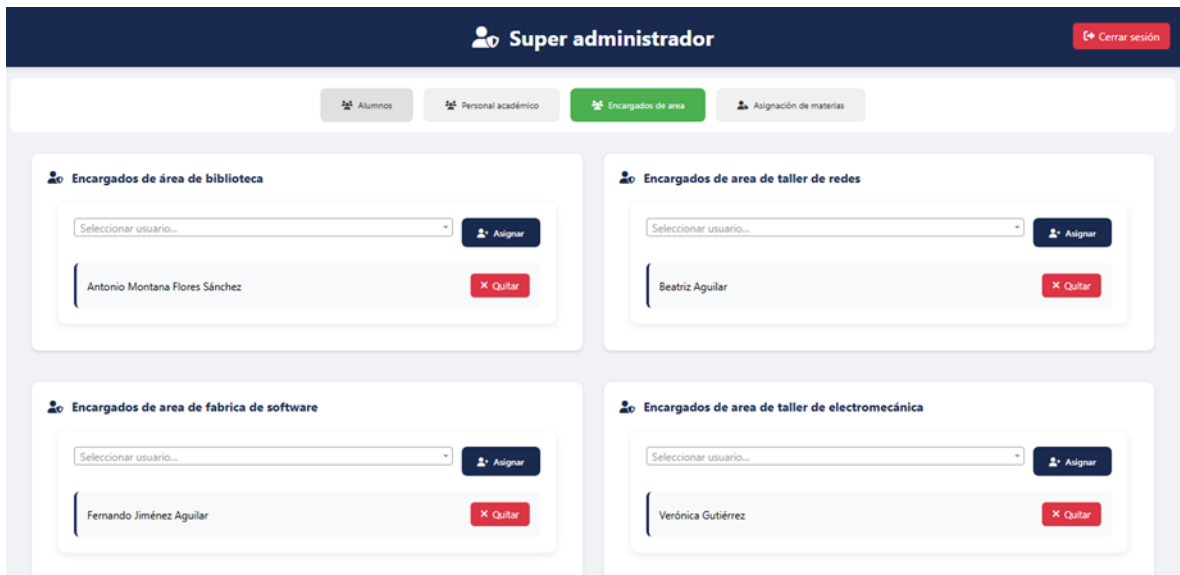 Super administrador
Cerrar sesión
Alumnos
Personal académico
Encargados de area
Asignación de materias
Encargados de área de biblioteca
Seleccionar usuario...
Asignar
Antonio Montana Flores Sánchez
Quitar
Encargados de area de taller de redes
Seleccionar usuario...
Asignar
Beatriz Aguilar
Quitar
Encargados de area de fabrica de software
Seleccionar usuario...
Asignar
Fernando Jiménez Aguilar
Quitar
Encargados de area de taller de electromecánica
Seleccionar usuario...
Asignar
Verónica Gutiérrez
Quitar